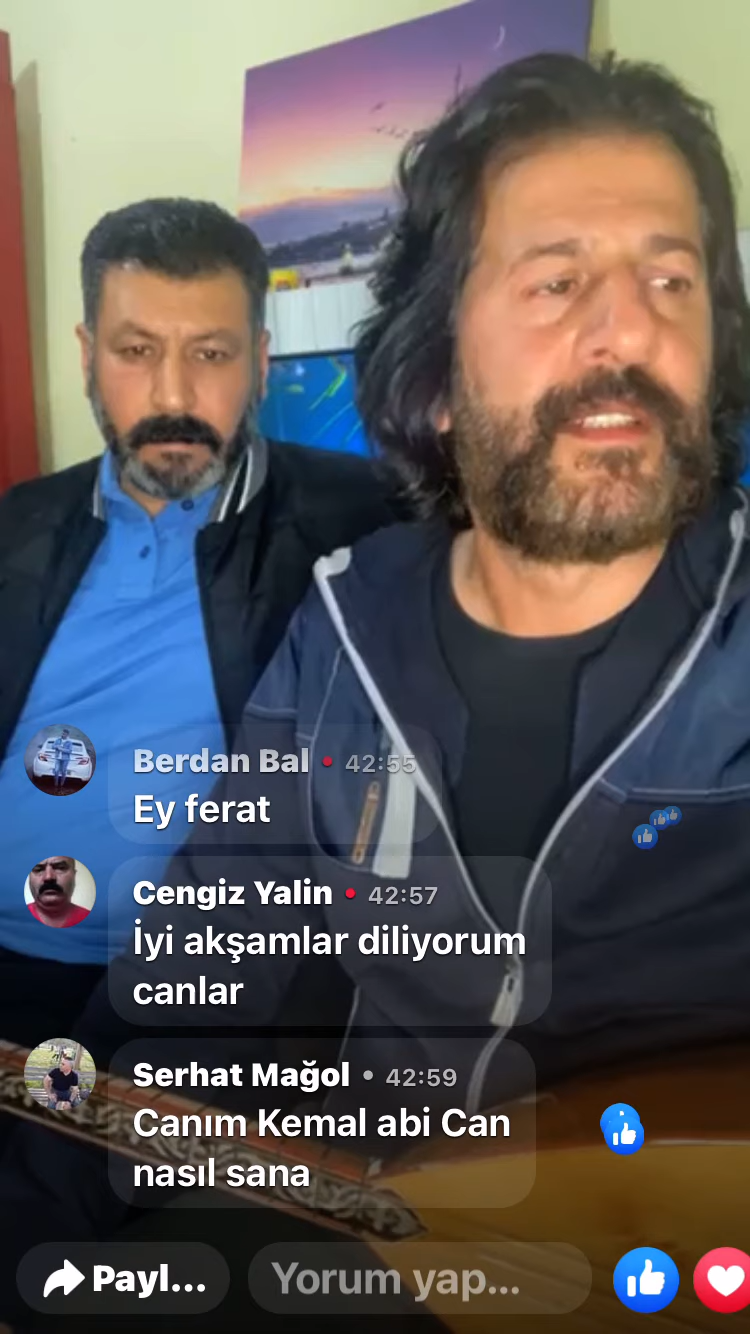 Berdan Bal • 42:55
Ey ferat
Cengiz Yalin • 42:57
İyi akşamlar diliyorum
canlar
Serhat Mağol • 42:59
Canım Kemal abi Can
nasıl sana
Payl...
Yorum yap...